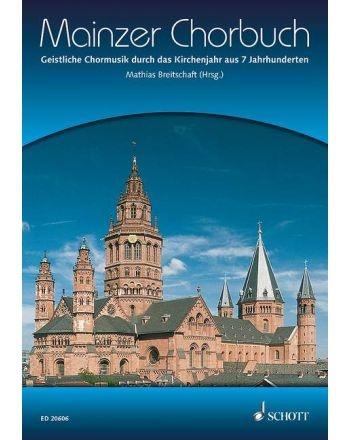 Mainzer Chorbuch
Geistliche Chormusik durch das Kirchenjahr aus 7 Jahrhunderten
Mathias Breitschaft (Hrsg.)
ED 20606
SCHOTT